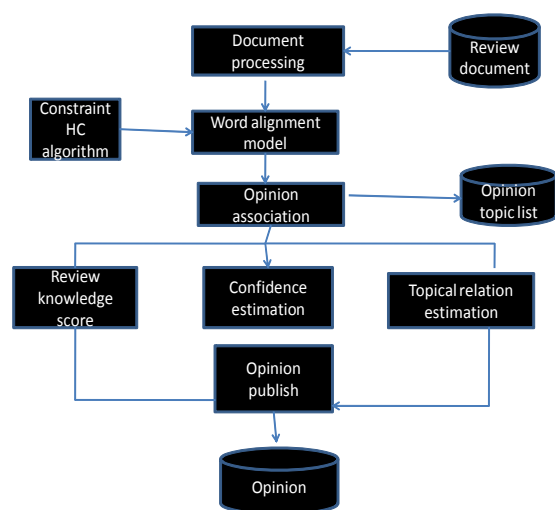 Document
processing
Review
document
Constraint
HC
algorithm
Word alignment
model
Opinion
association
Opinion
topic list
Review
knowledge
score
Confidence
estimation
Topical relation
estimation
Opinion
publish
Opinion